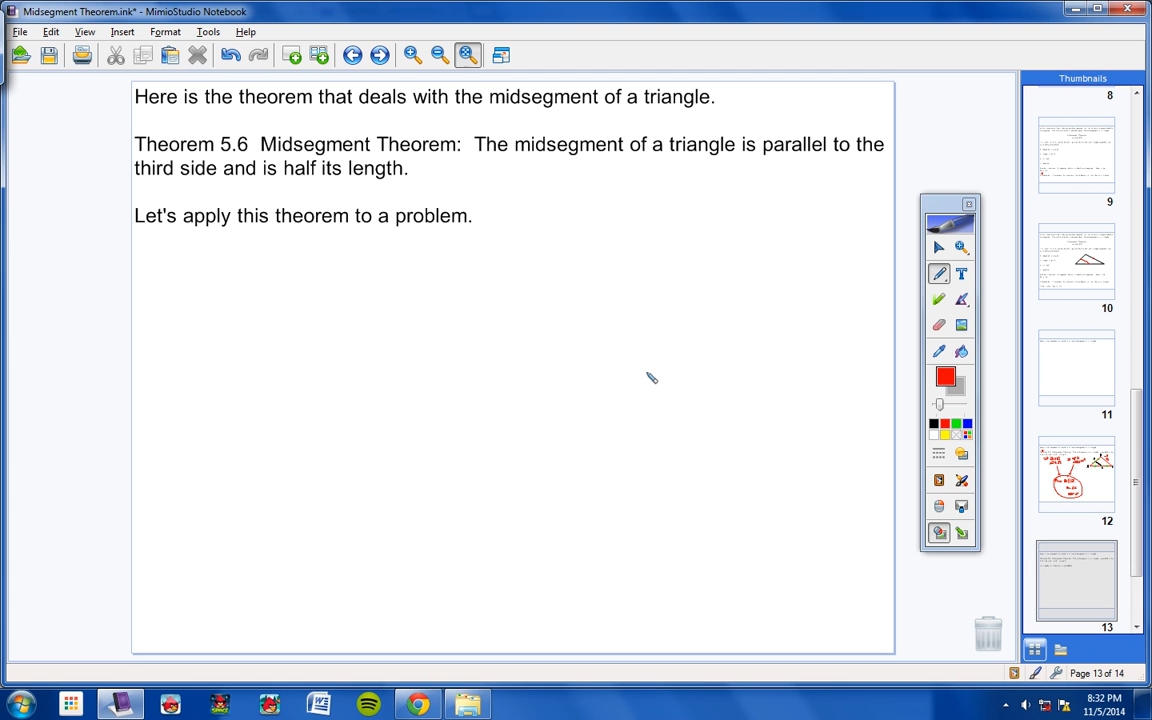 Midsegment Theorem.ink* - MimioStudio Notebook
File Edit View Insert Format Tools Help
Here is the theorem that deals with the midsegment of a triangle.
Theorem 5.6 Midsegment Theorem: The midsegment of a triangle is parallel to the
third side and is half its length.
Let's apply this theorem to a problem.
Thumbnails
8
9
10
11
12
13
Page 13 of 14
8:32 PM
11/5/2014